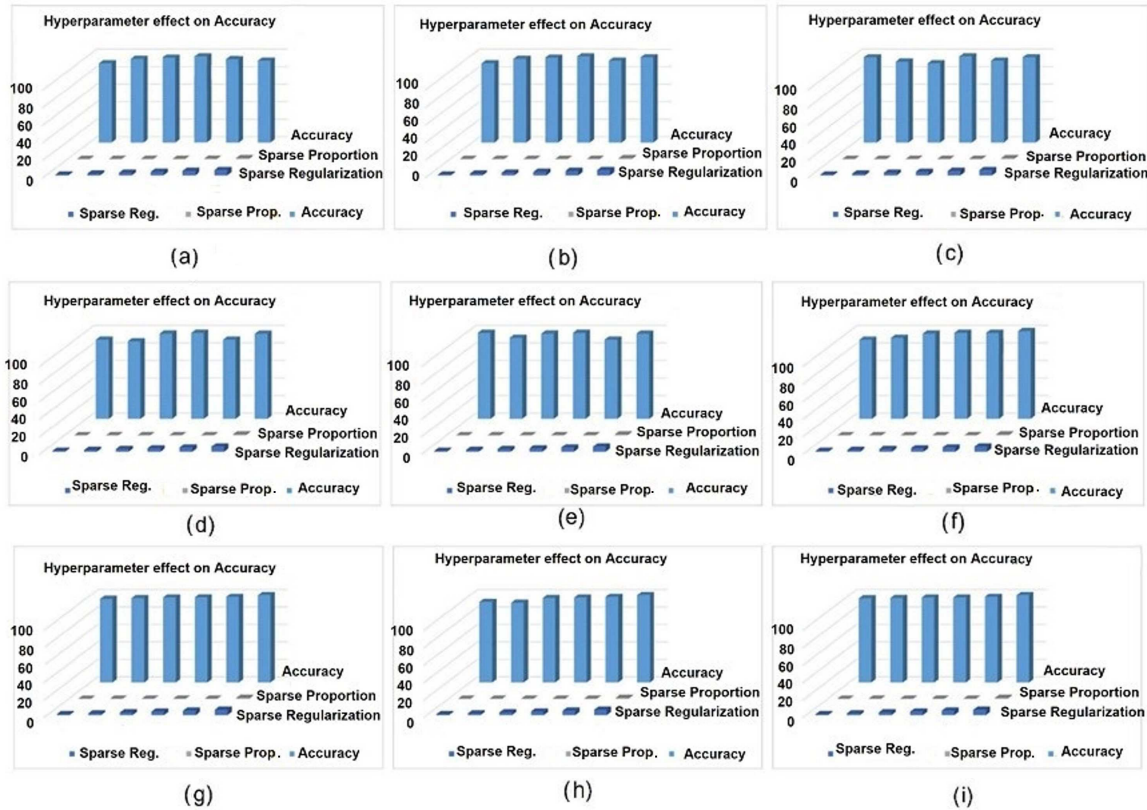 Hyperparameter effect on Accuracy
100
80
60
40
20
0
Accuracy
Sparse Proportion
Sparse Regularization
Sparse Reg. Sparse Prop. Accuracy
(a)
Hyperparameter effect on Accuracy
100
80
60
40
20
0
Accuracy
Sparse Proportion
Sparse Regularization
Sparse Reg. Sparse Prop. Accuracy
(b)
Hyperparameter effect on Accuracy
100
80
60
40
20
0
Accuracy
Sparse Proportion
Sparse Regularization
Sparse Reg. Sparse Prop. Accuracy
(c)
Hyperparameter effect on Accuracy
100
80
60
40
20
0
Accuracy
Sparse Proportion
Sparse Regularization
Sparse Reg. Sparse Prop. Accuracy
(d)
Hyperparameter effect on Accuracy
100
80
60
40
20
0
Accuracy
Sparse Proportion
Sparse Regularization
Sparse Reg. Sparse Prop. Accuracy
(e)
Hyperparameter effect on Accuracy
100
80
60
40
20
0
Accuracy
Sparse Proportion
Sparse Regularization
Sparse Reg. Sparse Prop. Accuracy
(f)
Hyperparameter effect on Accuracy
100
80
60
40
20
0
Accuracy
Sparse Proportion
Sparse Regularization
Sparse Reg. Sparse Prop. Accuracy
(g)
Hyperparameter effect on Accuracy
100
80
60
40
20
0
Accuracy
Sparse Proportion
Sparse Regularization
Sparse Reg. Sparse Prop. Accuracy
(h)
Hyperparameter effect on Accuracy
100
80
60
40
20
0
Accuracy
Sparse Proportion
Sparse Regularization
Sparse Reg. Sparse Prop. Accuracy
(i)